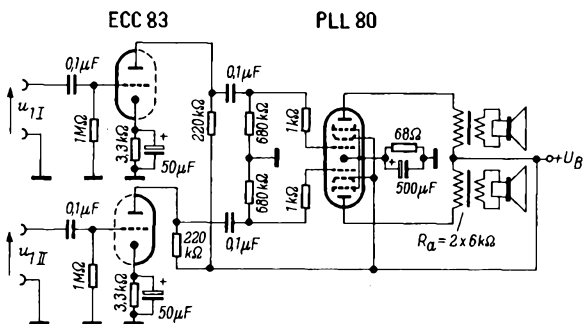 ECC 83
PLL 80
u1I
0,1µF
1MΩ
3,3kΩ
+
50µF
220kΩ
0,1µF
680kΩ
680kΩ
0,1µF
1kΩ
1kΩ
68Ω
+
500µF
+UB
Ra = 2 x 6kΩ
u1II
0,1µF
1MΩ
3,3kΩ
+
50µF
220
kΩ